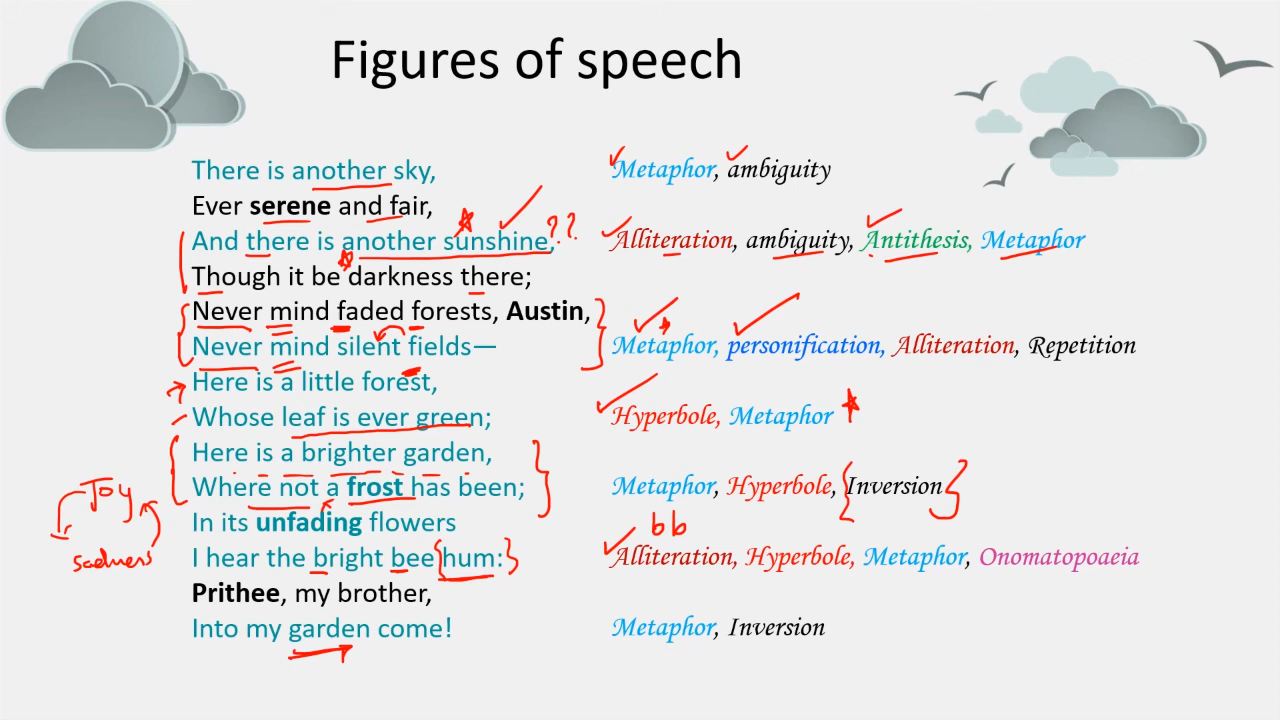 Figures of speech
There is another sky, Metaphor, ambiguity
Ever serene and fair,
And there is another sunshine, ?? Alliteration, ambiguity, Antithesis, Metaphor
Though it be darkness there;
Never mind faded forests, Austin,
Never mind silent fields— Metaphor, personification, Alliteration, Repetition
Here is a little forest,
Whose leaf is ever green; Hyperbole, Metaphor
Here is a brighter garden,
Where not a frost has been; Metaphor, Hyperbole, Inversion
Joy
In its unfading flowers
bb
I hear the bright bee hum: Alliteration, Hyperbole, Metaphor, Onomatopoaeia
sadness
Prithee, my brother,
Into my garden come! Metaphor, Inversion